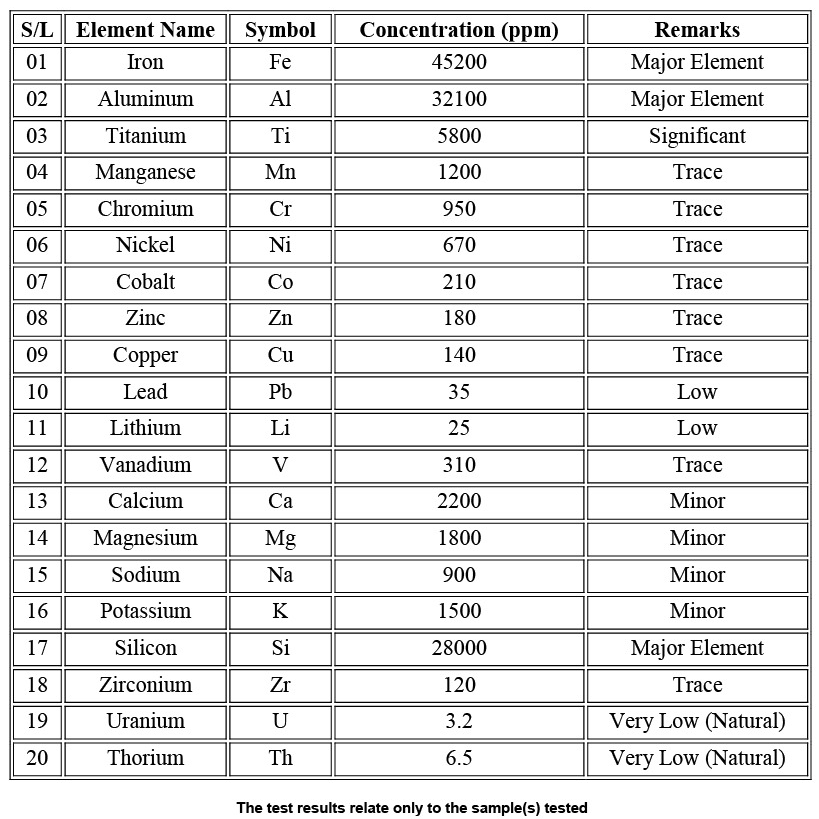 S/L Element Name Symbol Concentration (ppm) Remarks
01 Iron Fe 45200 Major Element
02 Aluminum Al 32100 Major Element
03 Titanium Ti 5800 Significant
04 Manganese Mn 1200 Trace
05 Chromium Cr 950 Trace
06 Nickel Ni 670 Trace
07 Cobalt Co 210 Trace
08 Zinc Zn 180 Trace
09 Copper Cu 140 Trace
10 Lead Pb 35 Low
11 Lithium Li 25 Low
12 Vanadium V 310 Trace
13 Calcium Ca 2200 Minor
14 Magnesium Mg 1800 Minor
15 Sodium Na 900 Minor
16 Potassium K 1500 Minor
17 Silicon Si 28000 Major Element
18 Zirconium Zr 120 Trace
19 Uranium U 3.2 Very Low (Natural)
20 Thorium Th 6.5 Very Low (Natural)
The test results relate only to the sample(s) tested